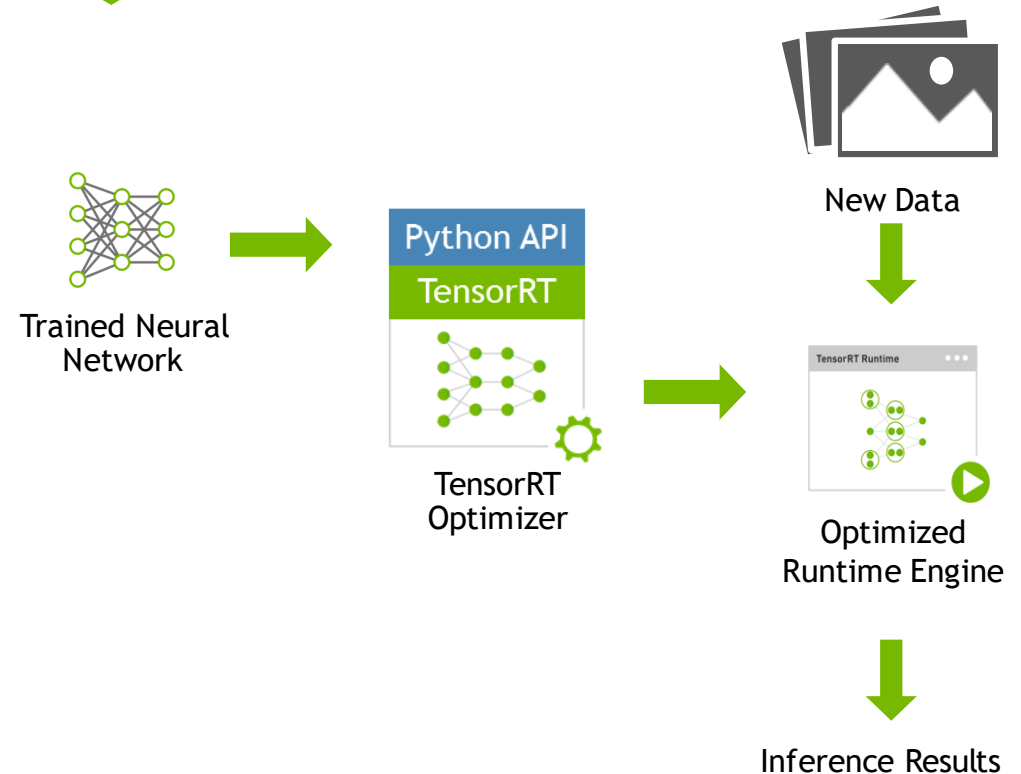 New Data
Python API
TensorRT
Trained Neural
Network
TensorRT Runtime
TensorRT
Optimizer
Optimized
Runtime Engine
Inference Results